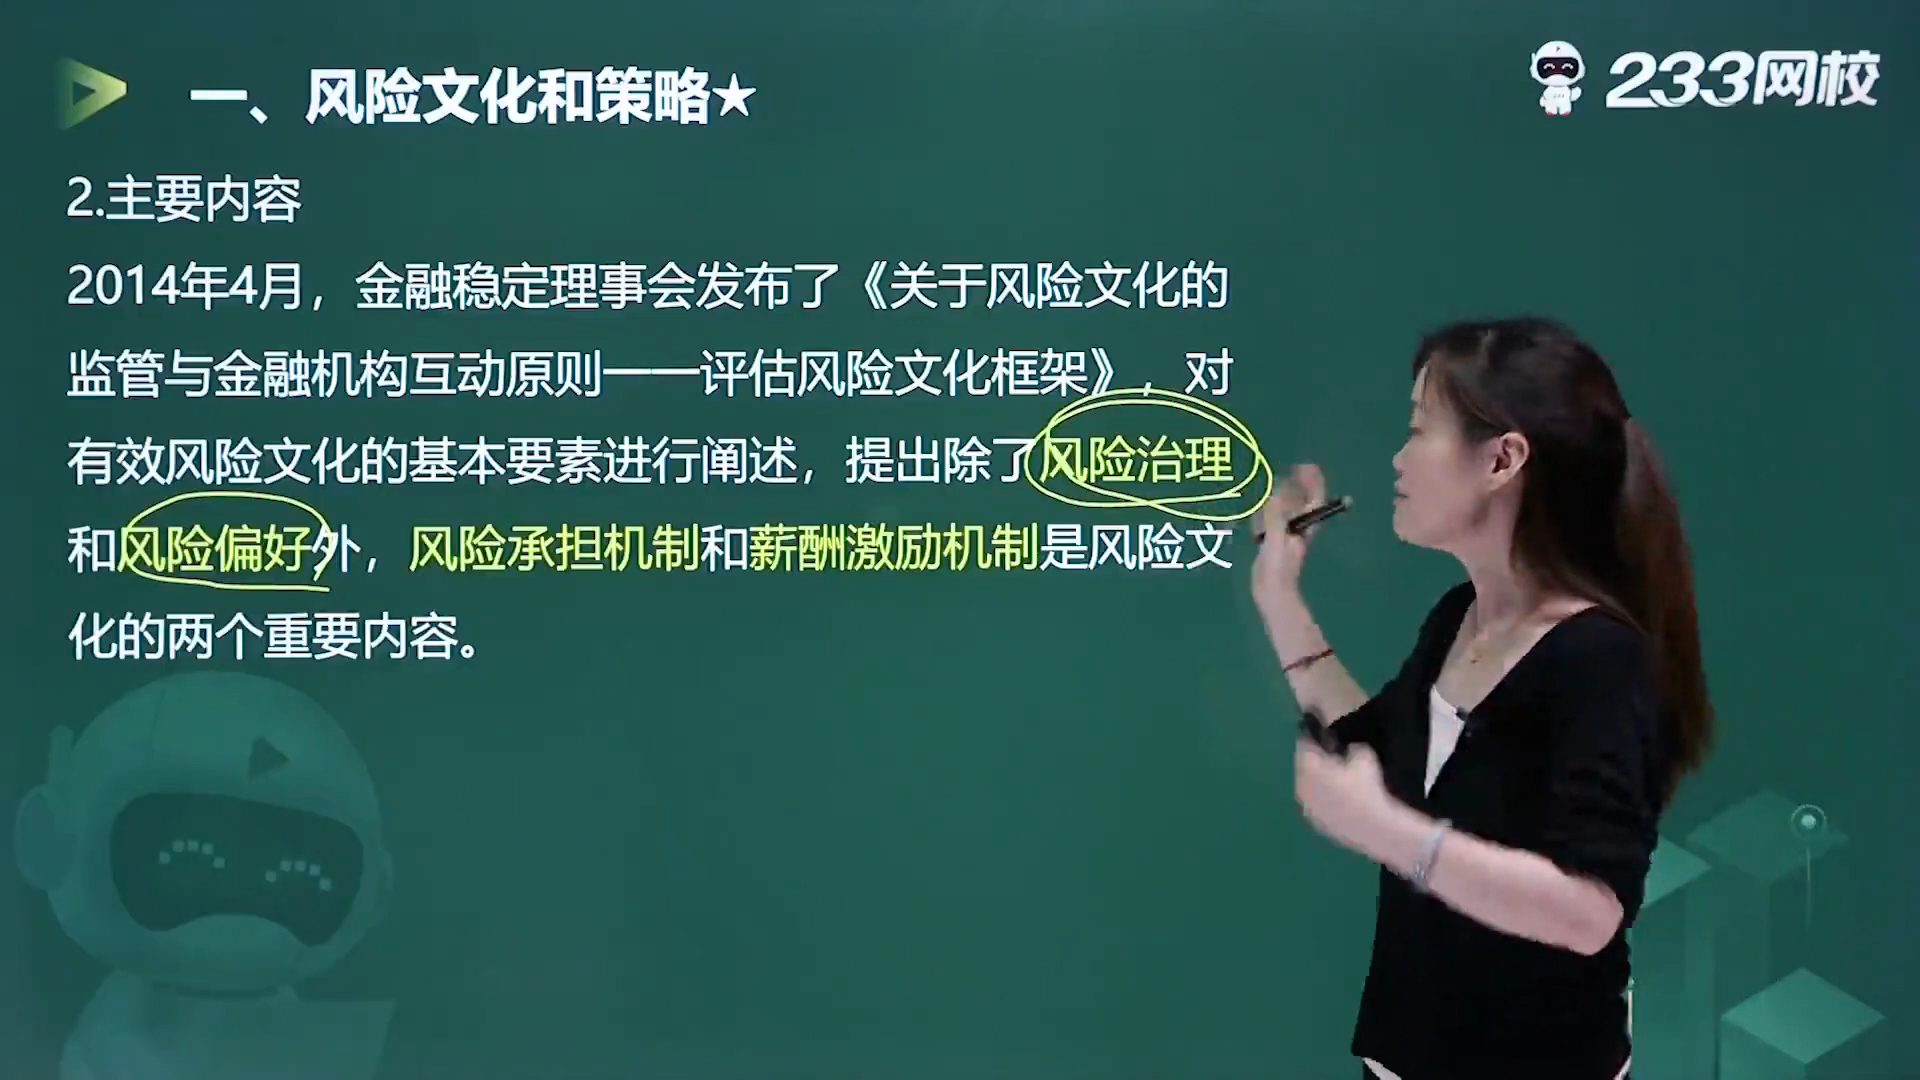 一、风险文化和策略★
233网校
2.主要内容
2014年4月，金融稳定理事会发布了《关于风险文化的
监管与金融机构互动原则——评估风险文化框架》，对
有效风险文化的基本要素进行阐述，提出除了风险治理
和风险偏好外，风险承担机制和薪酬激励机制是风险文
化的两个重要内容。